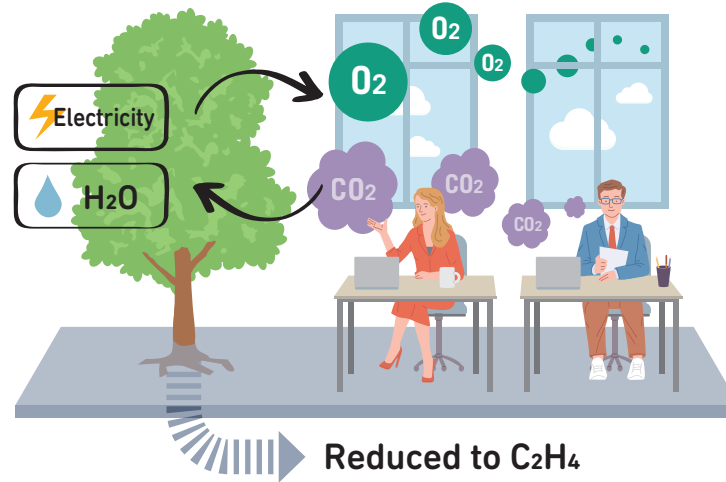 O₂
O₂
O₂
Electricity
H₂O
CO₂
CO₂
CO₂
Reduced to C₂H₄